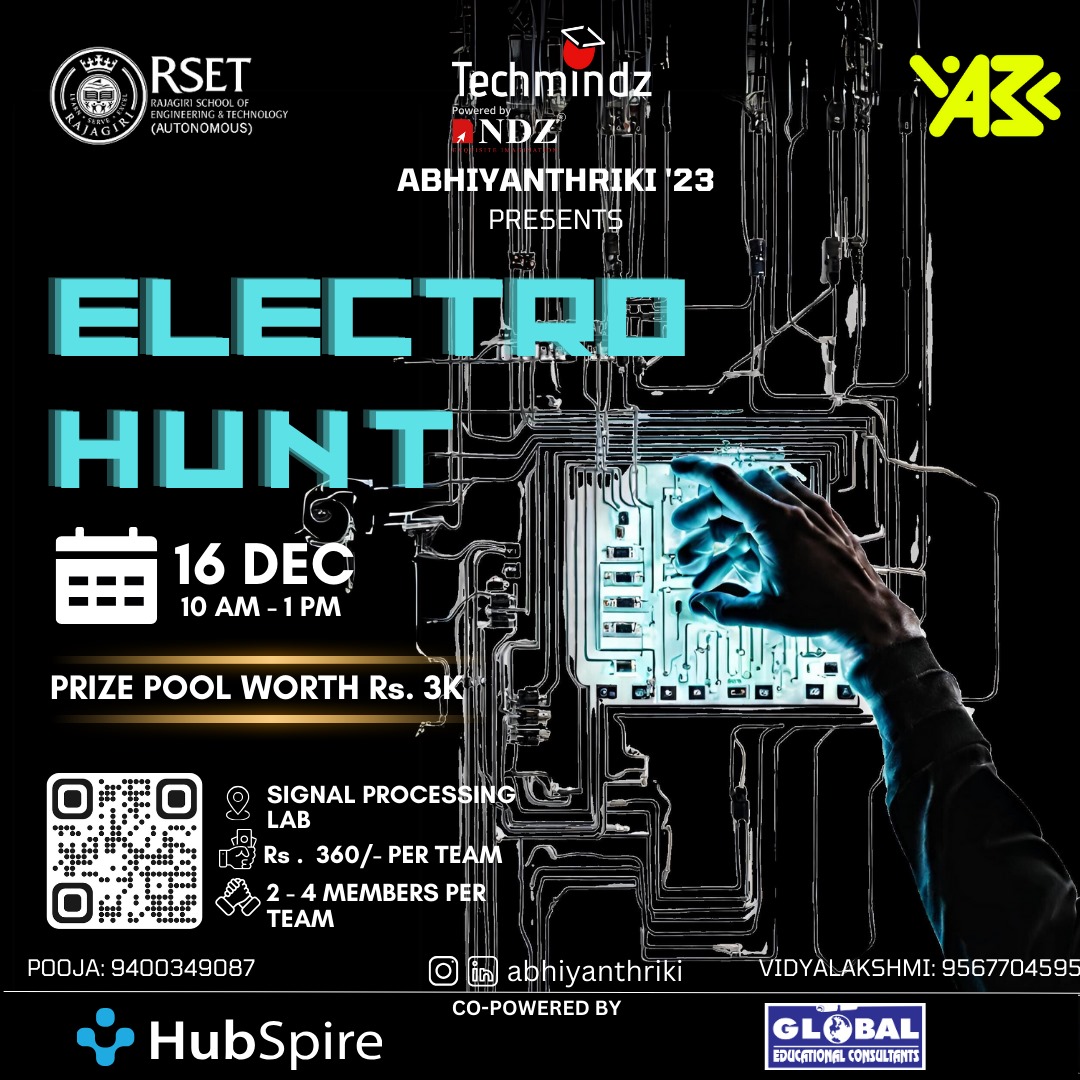 RSET
RAJAGIRI SCHOOL OF
ENGINEERING & TECHNOLOGY
(AUTONOMOUS)
RAJAGIRI
Techmindz
Powered by
NDZ
ABHIYANTHRIKI '23
PRESENTS
ELECTRO
HUNT
16 DEC
10 AM - 1 PM
PRIZE POOL WORTH Rs. 3K
SIGNAL PROCESSING
LAB
Rs . 360/- PER TEAM
2 - 4 MEMBERS PER
TEAM
POOJA: 9400349087
in abhiyanthriki
VIDYALAKSHMI: 9567704595
CO-POWERED BY
HubSpire
GLOBAL
EDUCATIONAL CONSULTANTS